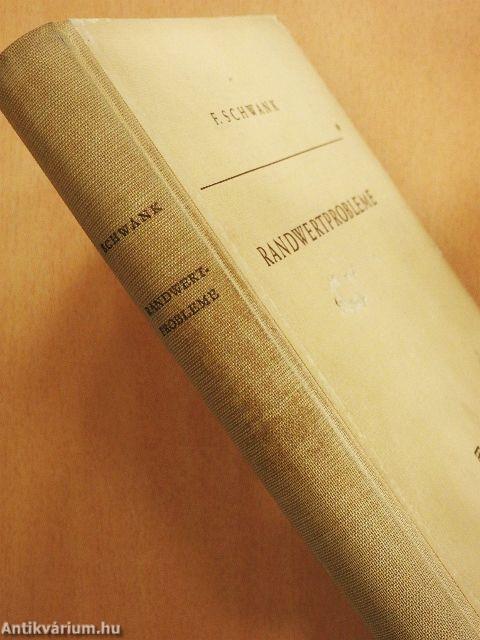 F. SCHWANK
RANDWERTPROBLEME
SCHWANK
RANDWERT-
PROBLEME
Antikvárium.hu